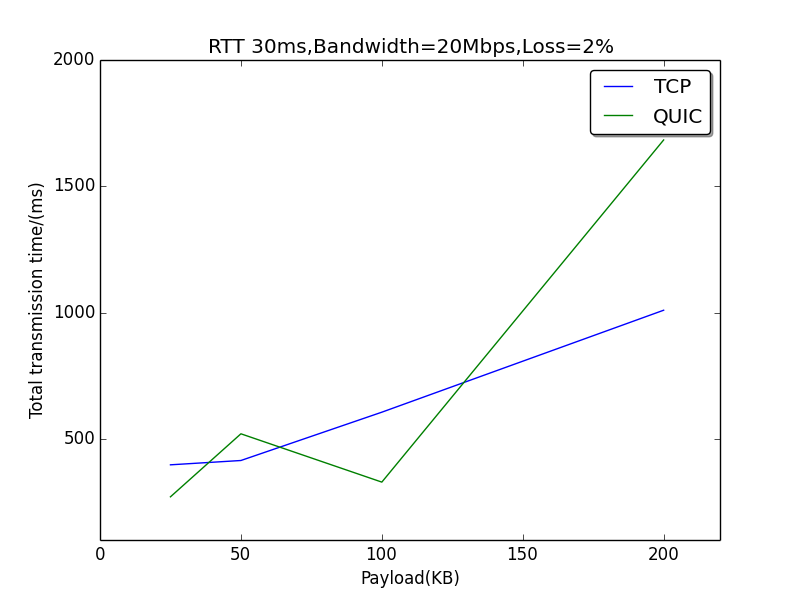 RTT 30ms,Bandwidth=20Mbps,Loss=2%
TCP
QUIC
Total transmission time/(ms)
2000
1500
1000
500
0 50 100 150 200
Payload(KB)